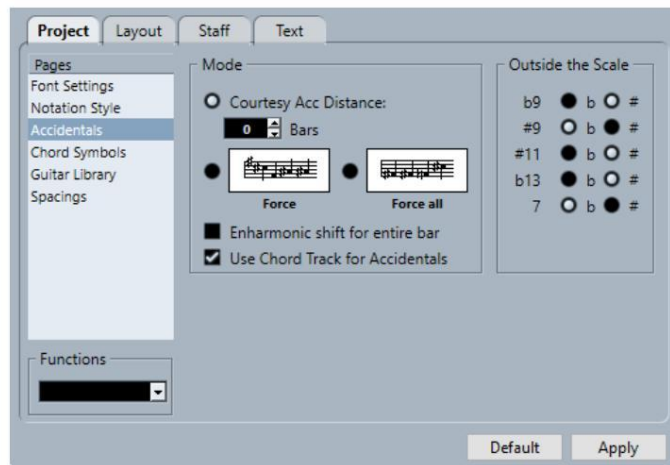 Project Layout Staff Text
Pages
Font Settings
Notation Style
Accidentals
Chord Symbols
Guitar Library
Spacings
Functions
Mode
Courtesy Acc Distance:
0 Bars
Force Force all
Enharmonic shift for entire bar
Use Chord Track for Accidentals
Outside the Scale
b9 b #
#9 b #
#11 b #
b13 b #
7 b #
Default Apply